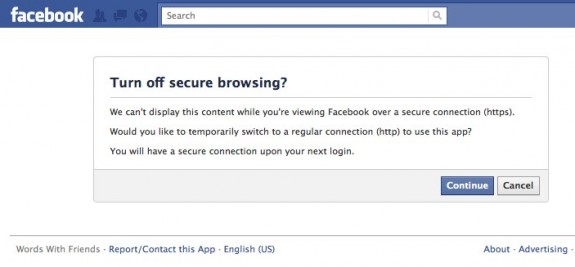 facebook Search
Turn off secure browsing?
We can't display this content while you're viewing Facebook over a secure connection (https).
Would you like to temporarily switch to a regular connection (http) to use this app?
You will have a secure connection upon your next login.
Continue Cancel
Words With Friends · Report/Contact this App · English (US) About · Advertising ·